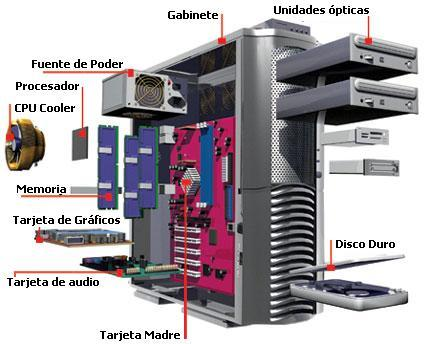 Gabinete
Unidades ópticas
Fuente de Poder
Procesador
CPU Cooler
Memoria
Tarjeta de Gráficos
Disco Duro
Tarjeta de audio
Tarjeta Madre